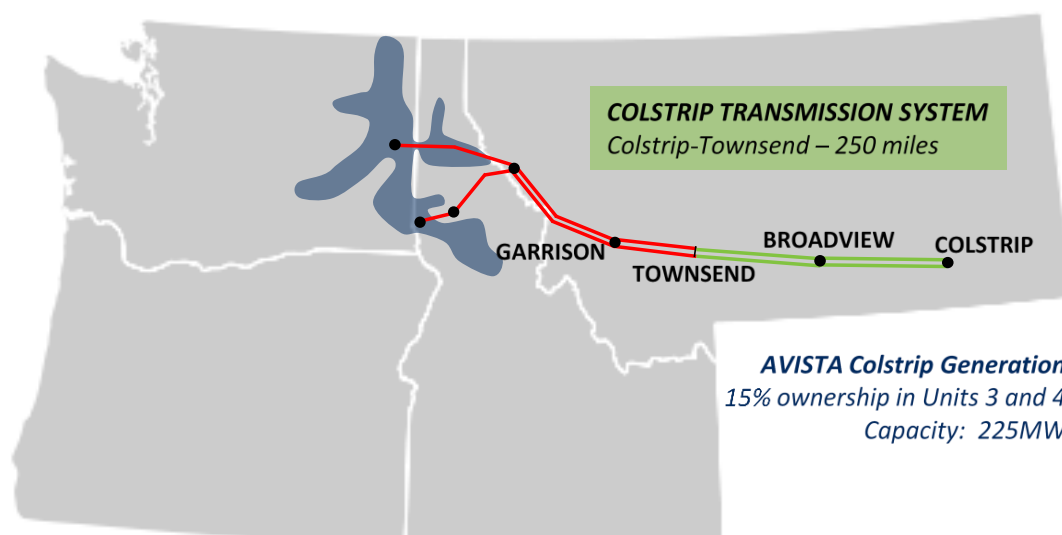 COLSTRIP TRANSMISSION SYSTEM
Colstrip-Townsend – 250 miles
BROADVIEW
COLSTRIP
GARRISON
TOWNSEND
AVISTA Colstrip Generation
15% ownership in Units 3 and 4
Capacity: 225MW